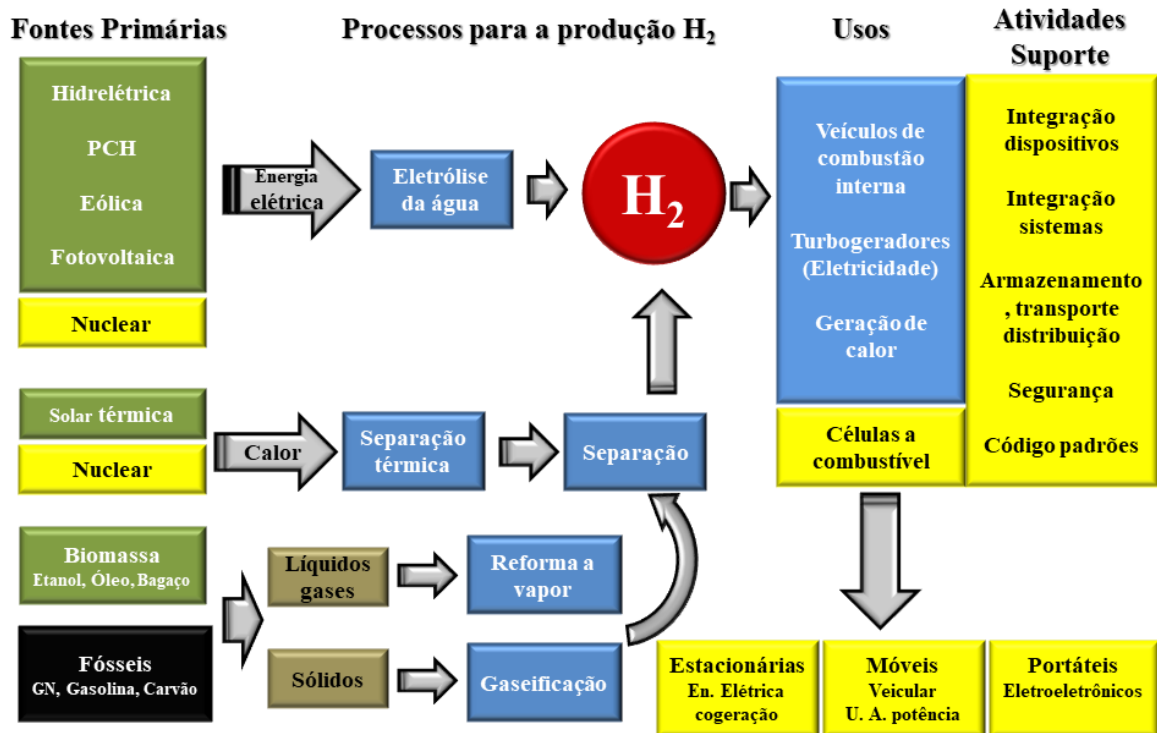 Fontes Primárias
Processos para a produção H₂
Usos
Atividades
Suporte
Hidrelétrica
PCH
Eólica
Fotovoltaica
Nuclear
Energia
elétrica
Eletrólise
da água
H₂
Veículos de
combustão
interna
Turbogeradores
(Eletricidade)
Geração de
calor
Células a
combustível
Integração
dispositivos
Integração
sistemas
Armazenamento
, transporte
distribuição
Segurança
Código padrões
Solar térmica
Nuclear
Calor
Separação
térmica
Separação
Biomassa
Etanol, Óleo, Bagaço
Fósseis
GN, Gasolina, Carvão
Líquidos
gases
Reforma a
vapor
Sólidos
Gaseificação
Estacionárias
En. Elétrica
cogeração
Móveis
Veicular
U. A. potência
Portáteis
Eletroeletrônicos